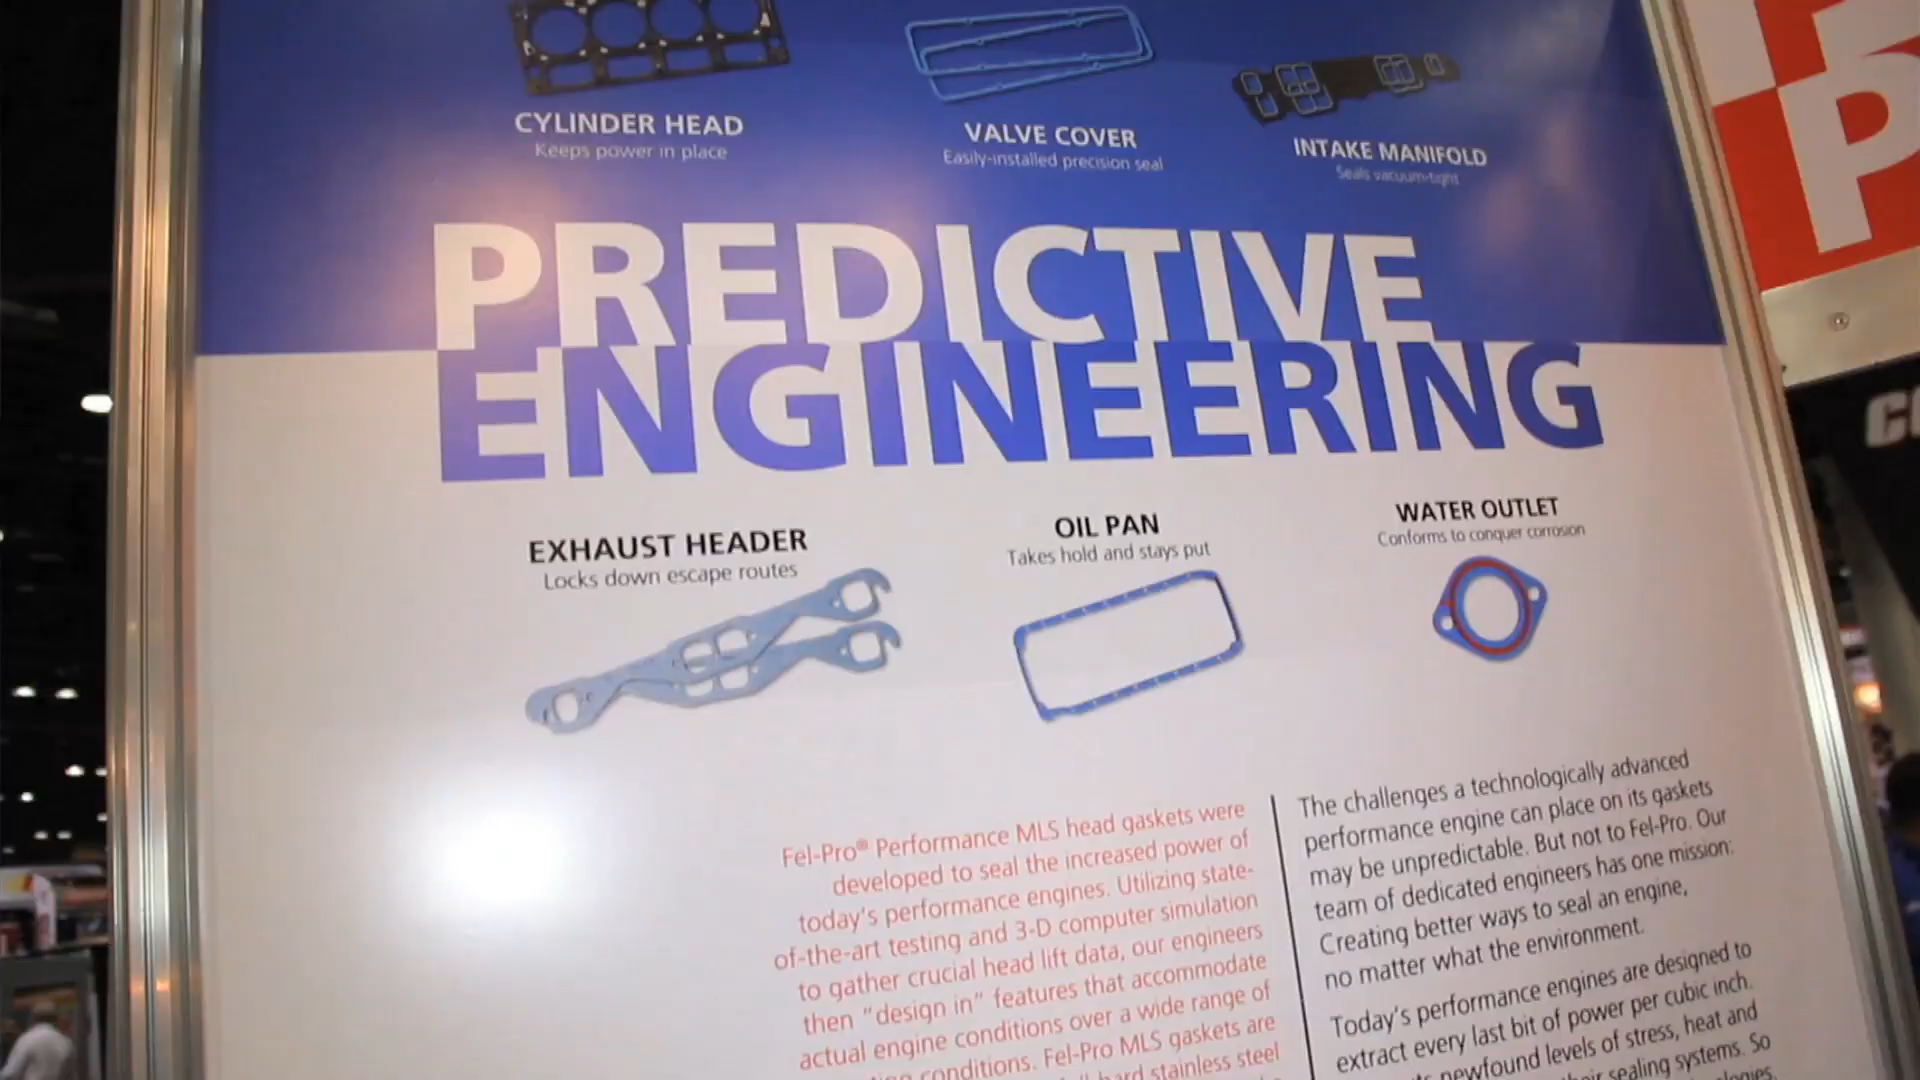 CYLINDER HEAD
Keeps power in place
VALVE COVER
Easily-installed precision seal
INTAKE MANIFOLD
Seals vacuum-tight
PREDICTIVE
ENGINEERING
EXHAUST HEADER
Locks down escape routes
OIL PAN
Takes hold and stays put
WATER OUTLET
Conforms to conquer corrosion
Fel-Pro® Performance MLS head gaskets were
developed to seal the increased power of
today's performance engines. Utilizing state-
of-the-art testing and 3-D computer simulation
to gather crucial head lift data, our engineers
then "design in" features that accommodate
actual engine conditions over a wide range of
conditions. Fel-Pro MLS gaskets are
hard stainless steel
The challenges a technologically advanced
performance engine can place on its gaskets
may be unpredictable. But not to Fel-Pro. Our
team of dedicated engineers has one mission:
Creating better ways to seal an engine,
no matter what the environment.
Today's performance engines are designed to
extract every last bit of power per cubic inch.
newfound levels of stress, heat and
sealing systems. So
P